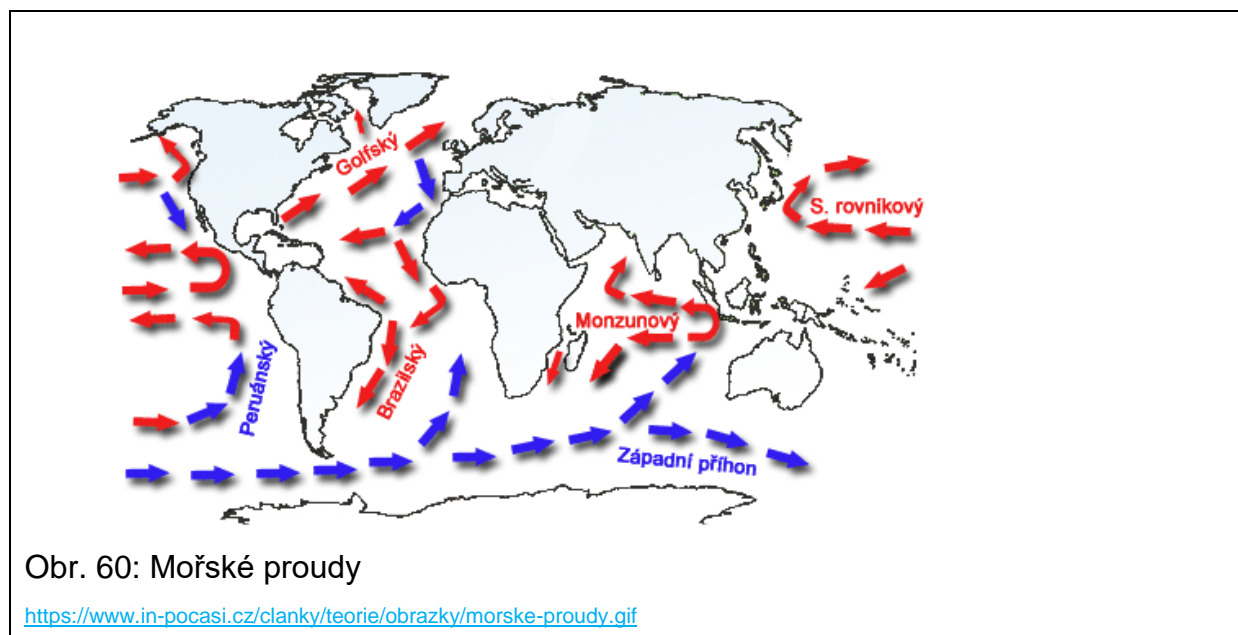 Golfský
S. rovníkový
Monzunový
Peruánský
Brazilský
Západní příhon
Obr. 60: Mořské proudy
https://www.in-pocasi.cz/clanky/teorie/obrazky/morske-proudy.gif